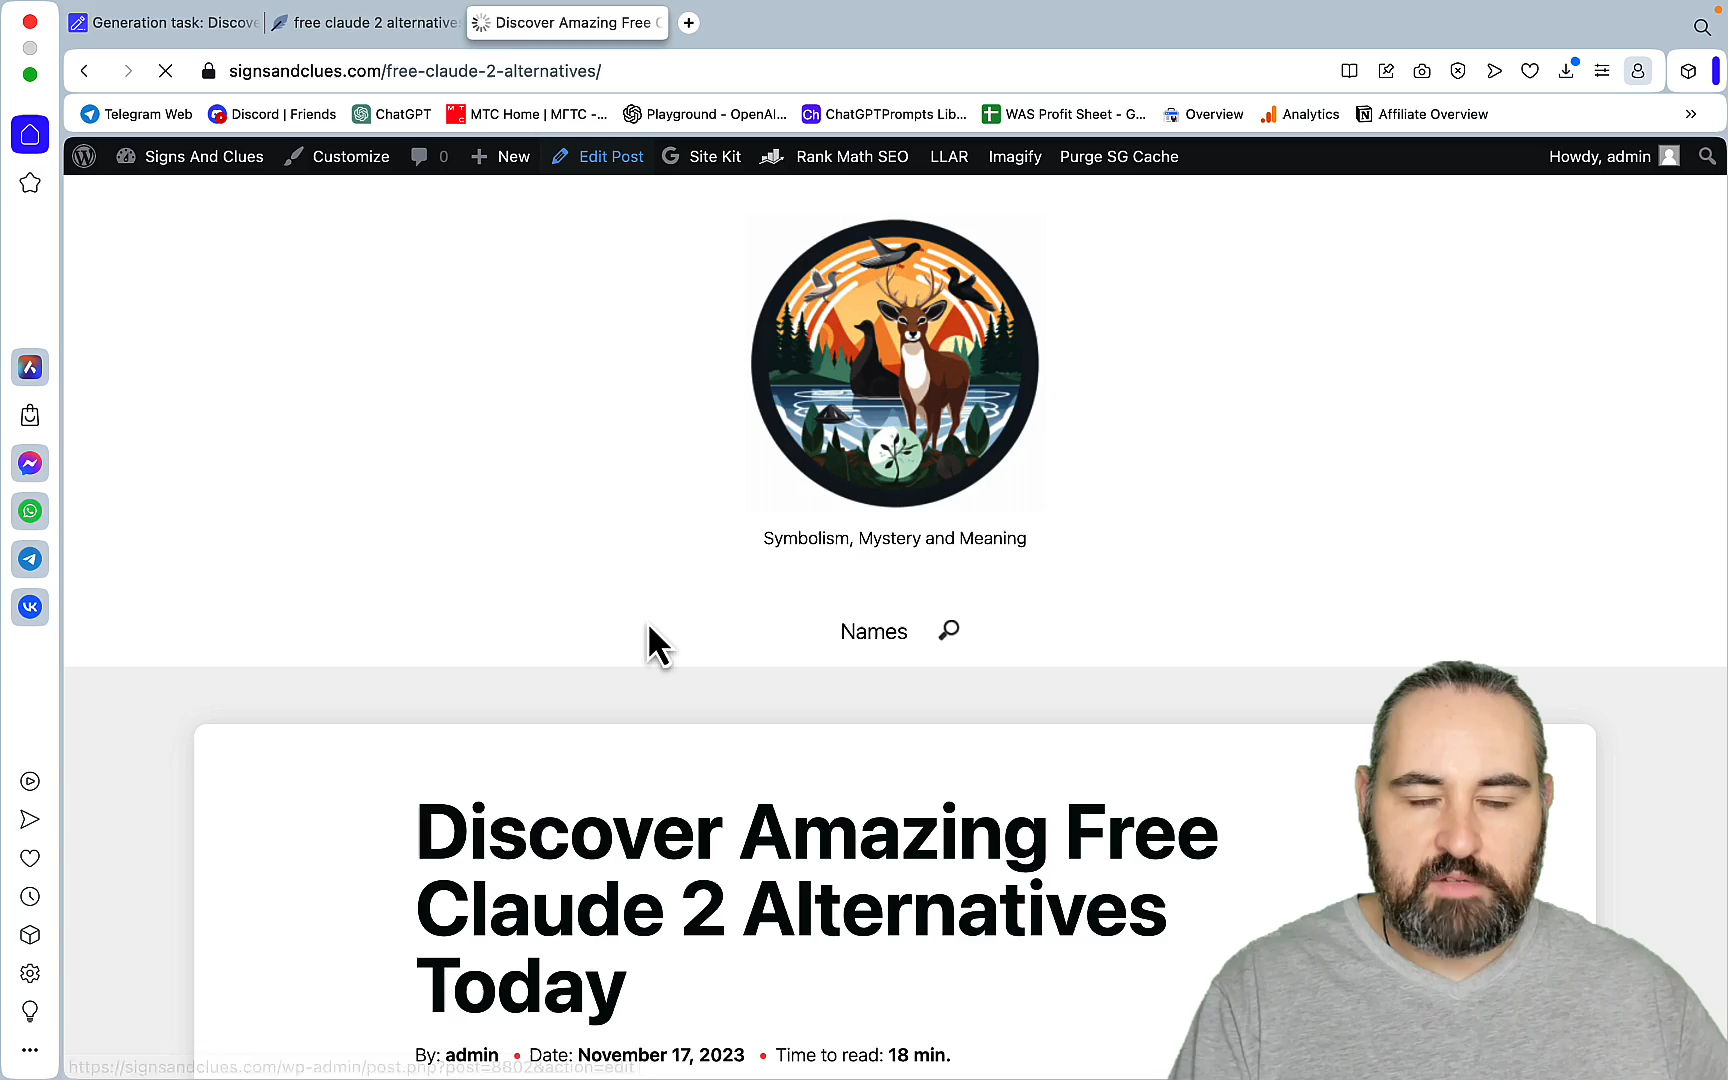 Generation task: Discove
free claude 2 alternative
Discover Amazing Free C
signsandclues.com/free-claude-2-alternatives/
Telegram Web
Discord | Friends
ChatGPT
МТС Home | МГТС -...
Playground - OpenAI...
Ch
ChatGPTPrompts Lib...
WAS Profit Sheet - G...
Overview
Analytics
Affiliate Overview
Signs And Clues
Customize
0
New
Edit Post
Site Kit
Rank Math SEO
LLAR
Imagify
Purge SG Cache
Howdy, admin
Symbolism, Mystery and Meaning
Names
Discover Amazing Free
Claude 2 Alternatives
Today
By: admin • Date: November 17, 2023 • Time to read: 18 min.
https://signsandclues.com/wp-admin/post.php?post=8802&action=edit